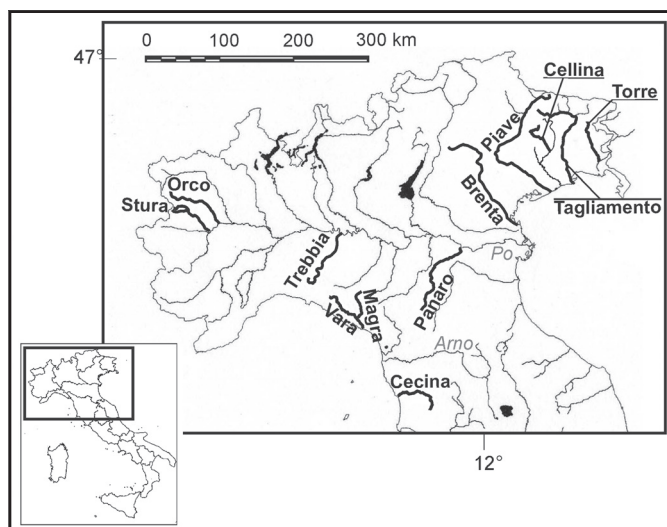 0 100 200 300 km
47°
Cellina
Torre
Piave
Orco
Stura
Brenta
Tagliamento
Trebbia
Po
Panaro
Magra
Vara
Arno
Cecina
12°